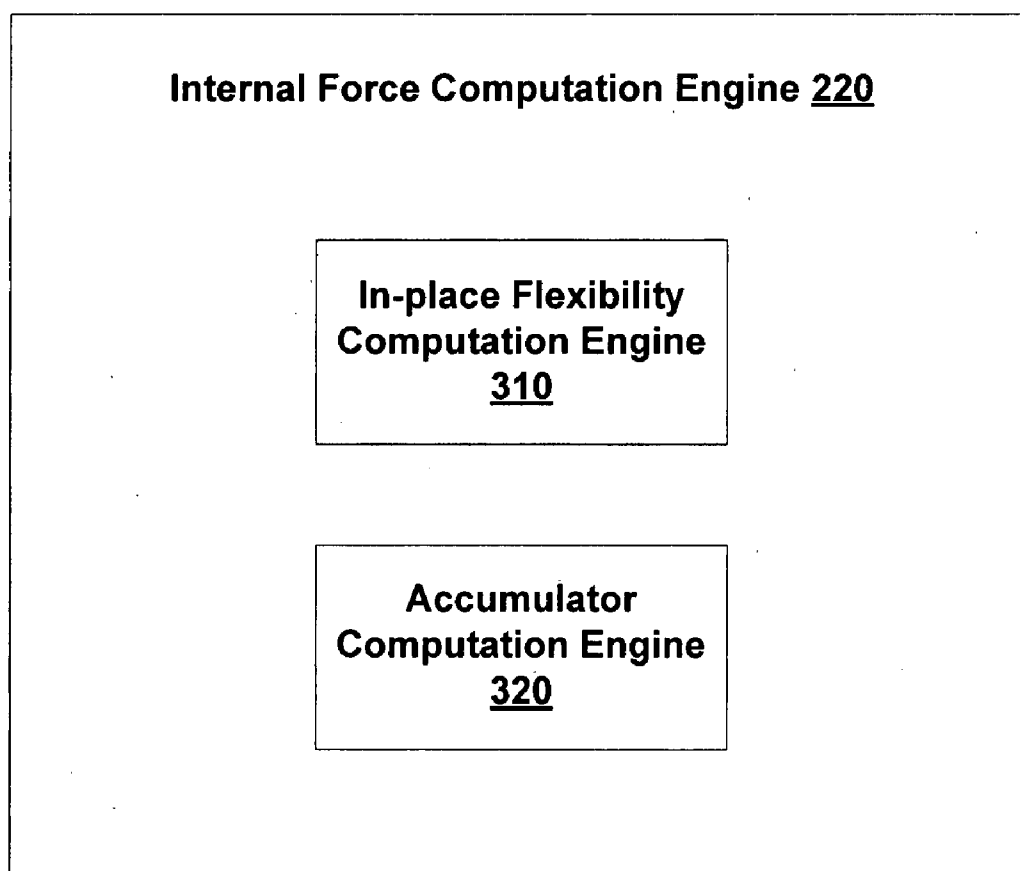 Internal Force Computation Engine 220
In-place Flexibility
Computation Engine
310
Accumulator
Computation Engine
320